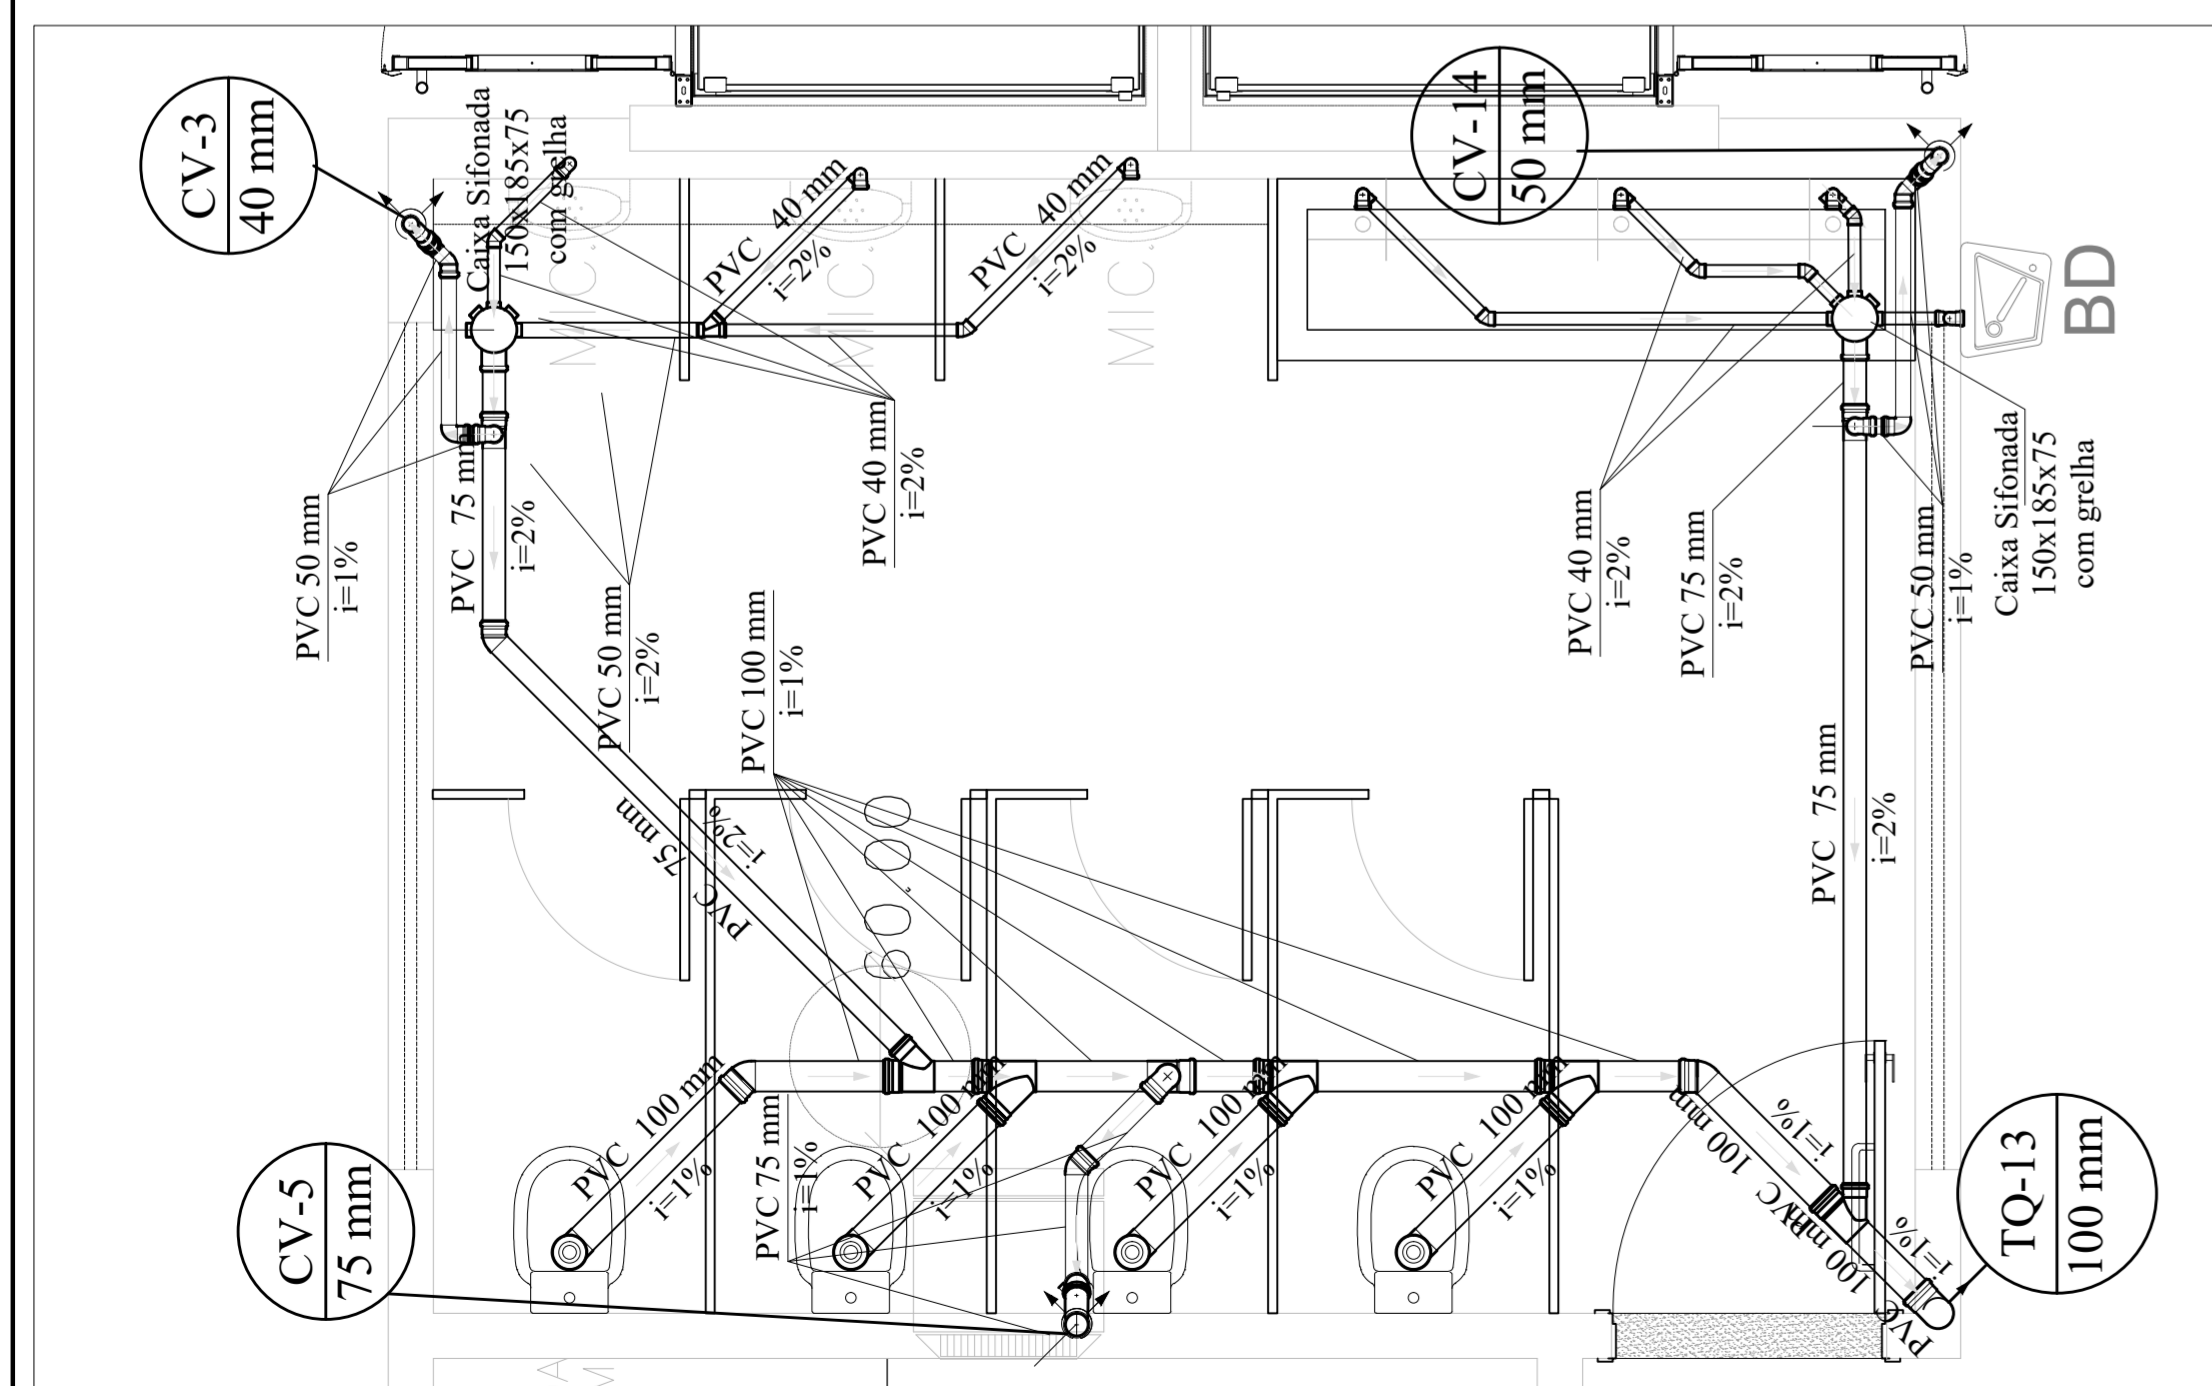 CV-3
40 mm
Caixa Sifonada
150x185x75
com grelha
MIC.
MIC.
MIC.
PVC 40 mm
i=2%
PVC 40 mm
i=2%
CV-14
50 mm
BD
PVC 50 mm
i=1%
PVC 75 mm
i=2%
PVC 50 mm
i=2%
PVC 40 mm
i=2%
PVC 100 mm
i=1%
PVC 40 mm
i=2%
PVC 75 mm
i=2%
PVC 50 mm
i=1%
Caixa Sifonada
150x185x75
com grelha
PVC 75 mm
i=2%
PVC 75 mm
i=2%
CV-5
75 mm
PVC 100 mm
i=1%
PVC 75 mm
i=1%
PVC 100 mm
i=1%
PVC 100 mm
i=1%
PVC 100 mm
i=1%
PVC 100 mm
i=1%
PVC 100 mm
i=1%
TQ-13
100 mm